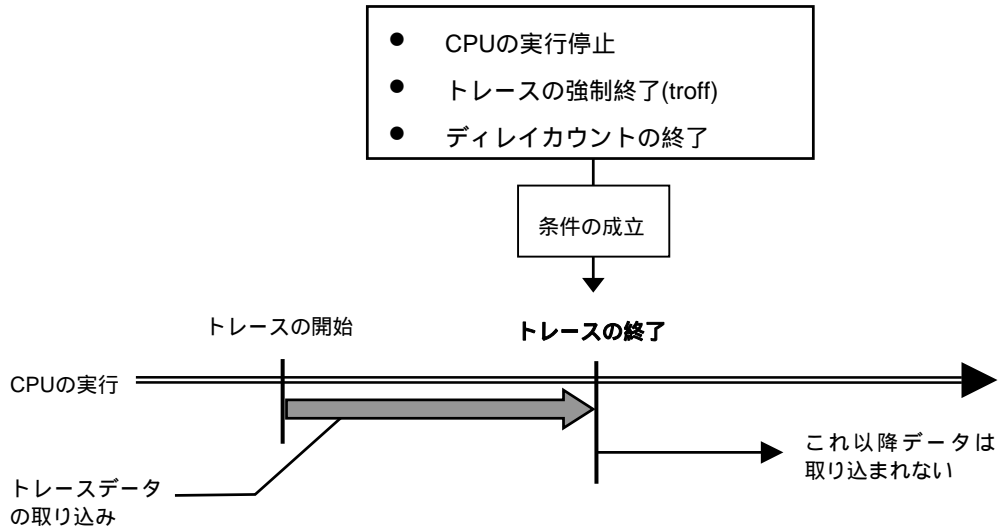 ● CPUの実行停止
● トレースの強制終了(troff)
● ディレイカウントの終了
条件の成立
トレースの開始
トレースの終了
CPUの実行
これ以降データは
取り込まれない
トレースデータ
の取り込み